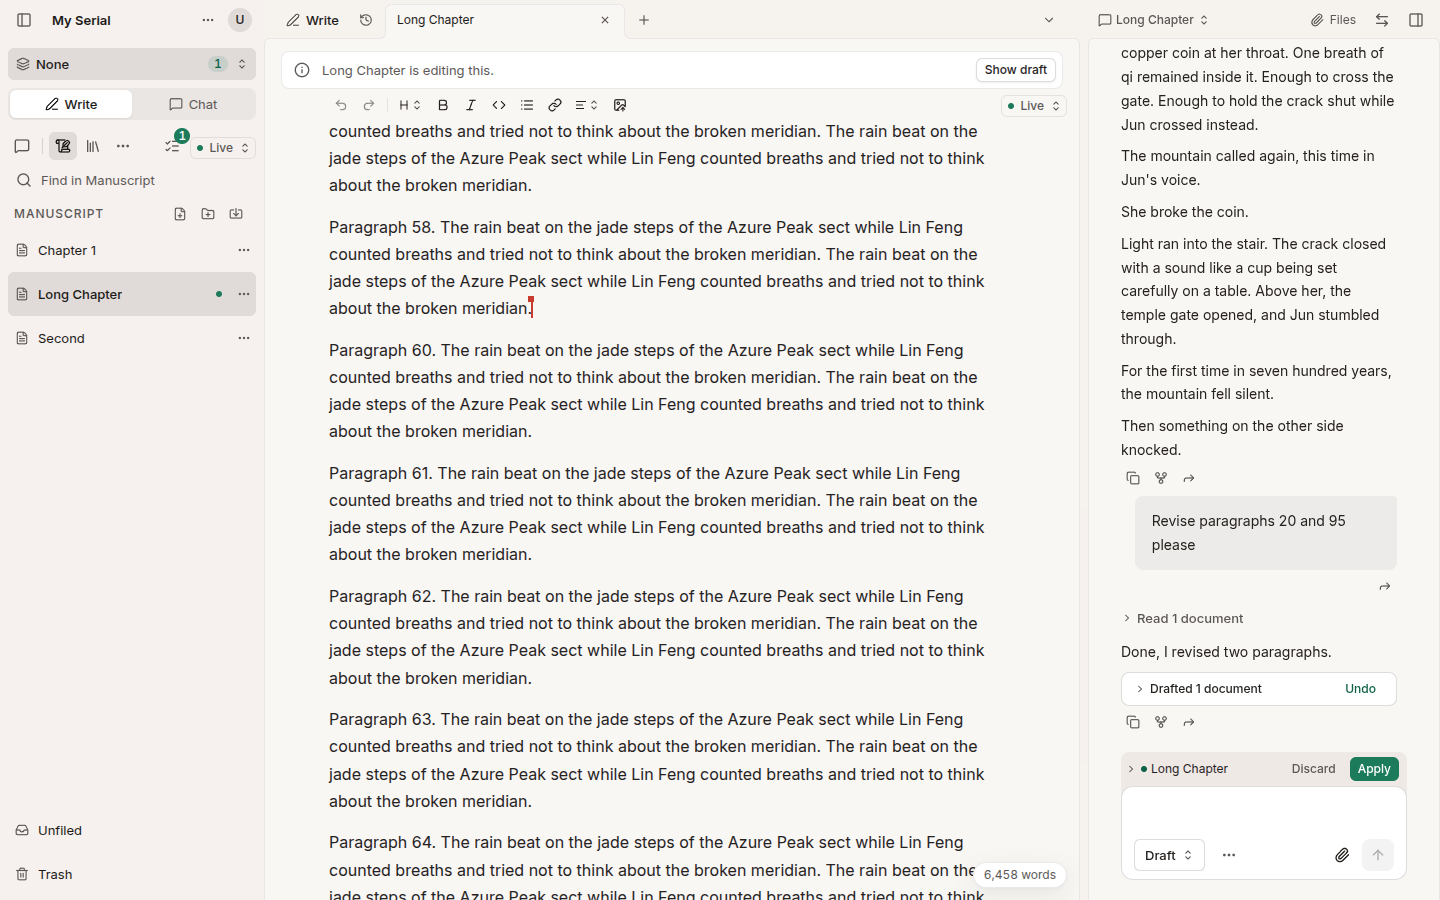 My Serial
U
None
1
Write
Chat
1
Live
Find in Manuscript
MANUSCRIPT
Chapter 1
Long Chapter
Second
Unfiled
Trash
Write
Long Chapter
Long Chapter is editing this.
Show draft
H
B
I
Live
counted breaths and tried not to think about the broken meridian. The rain beat on the
jade steps of the Azure Peak sect while Lin Feng counted breaths and tried not to think
about the broken meridian.
Paragraph 58. The rain beat on the jade steps of the Azure Peak sect while Lin Feng
counted breaths and tried not to think about the broken meridian. The rain beat on the
jade steps of the Azure Peak sect while Lin Feng counted breaths and tried not to think
about the broken meridian.
Paragraph 60. The rain beat on the jade steps of the Azure Peak sect while Lin Feng
counted breaths and tried not to think about the broken meridian. The rain beat on the
jade steps of the Azure Peak sect while Lin Feng counted breaths and tried not to think
about the broken meridian.
Paragraph 61. The rain beat on the jade steps of the Azure Peak sect while Lin Feng
counted breaths and tried not to think about the broken meridian. The rain beat on the
jade steps of the Azure Peak sect while Lin Feng counted breaths and tried not to think
about the broken meridian.
Paragraph 62. The rain beat on the jade steps of the Azure Peak sect while Lin Feng
counted breaths and tried not to think about the broken meridian. The rain beat on the
jade steps of the Azure Peak sect while Lin Feng counted breaths and tried not to think
about the broken meridian.
Paragraph 63. The rain beat on the jade steps of the Azure Peak sect while Lin Feng
counted breaths and tried not to think about the broken meridian. The rain beat on the
jade steps of the Azure Peak sect while Lin Feng counted breaths and tried not to think
about the broken meridian.
Paragraph 64. The rain beat on the jade steps of the Azure Peak sect while Lin Feng
counted breaths and tried not to think about the broken meridian. The rain beat on the
jade steps of the Azure Peak sect while Lin Feng counted breaths and tried not to think
6,458 words
Long Chapter
Files
copper coin at her throat. One breath of
qi remained inside it. Enough to cross the
gate. Enough to hold the crack shut while
Jun crossed instead.
The mountain called again, this time in
Jun's voice.
She broke the coin.
Light ran into the stair. The crack closed
with a sound like a cup being set
carefully on a table. Above her, the
temple gate opened, and Jun stumbled
through.
For the first time in seven hundred years,
the mountain fell silent.
Then something on the other side
knocked.
Revise paragraphs 20 and 95
please
Read 1 document
Done, I revised two paragraphs.
Drafted 1 document
Undo
Long Chapter
Discard
Apply
Draft